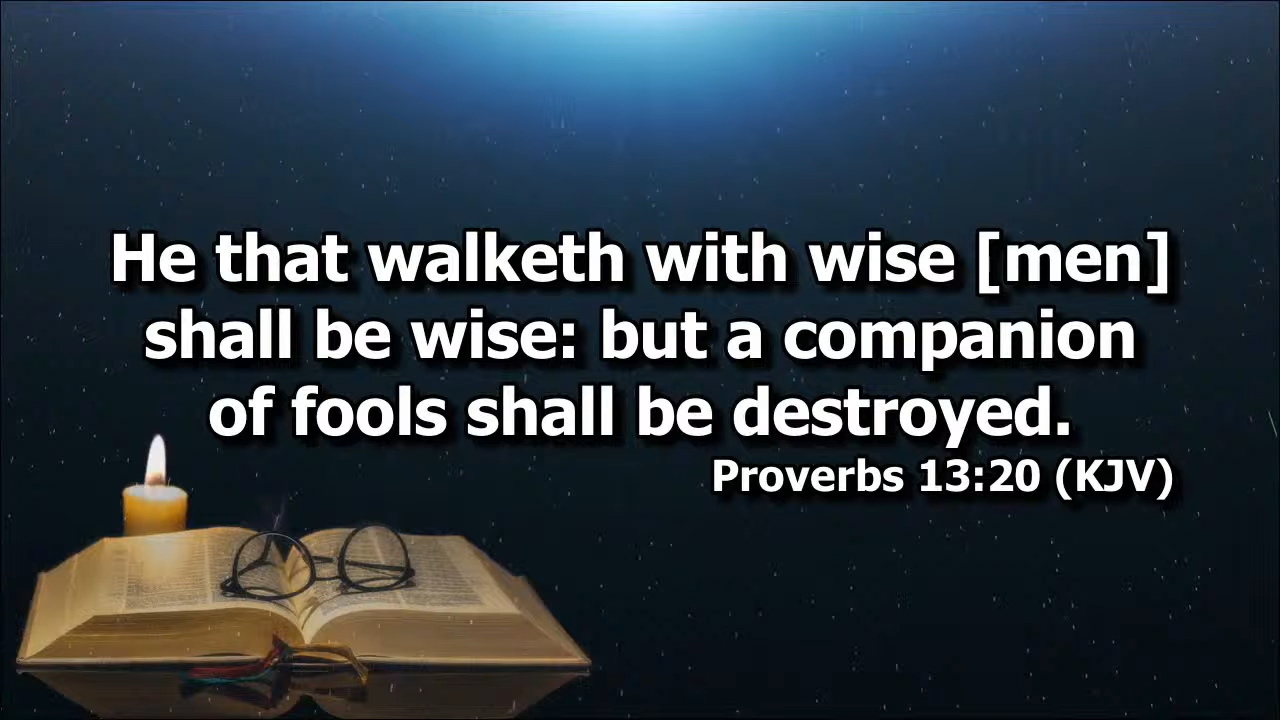 He that walketh with wise [men]
shall be wise: but a companion
of fools shall be destroyed.
Proverbs 13:20 (KJV)